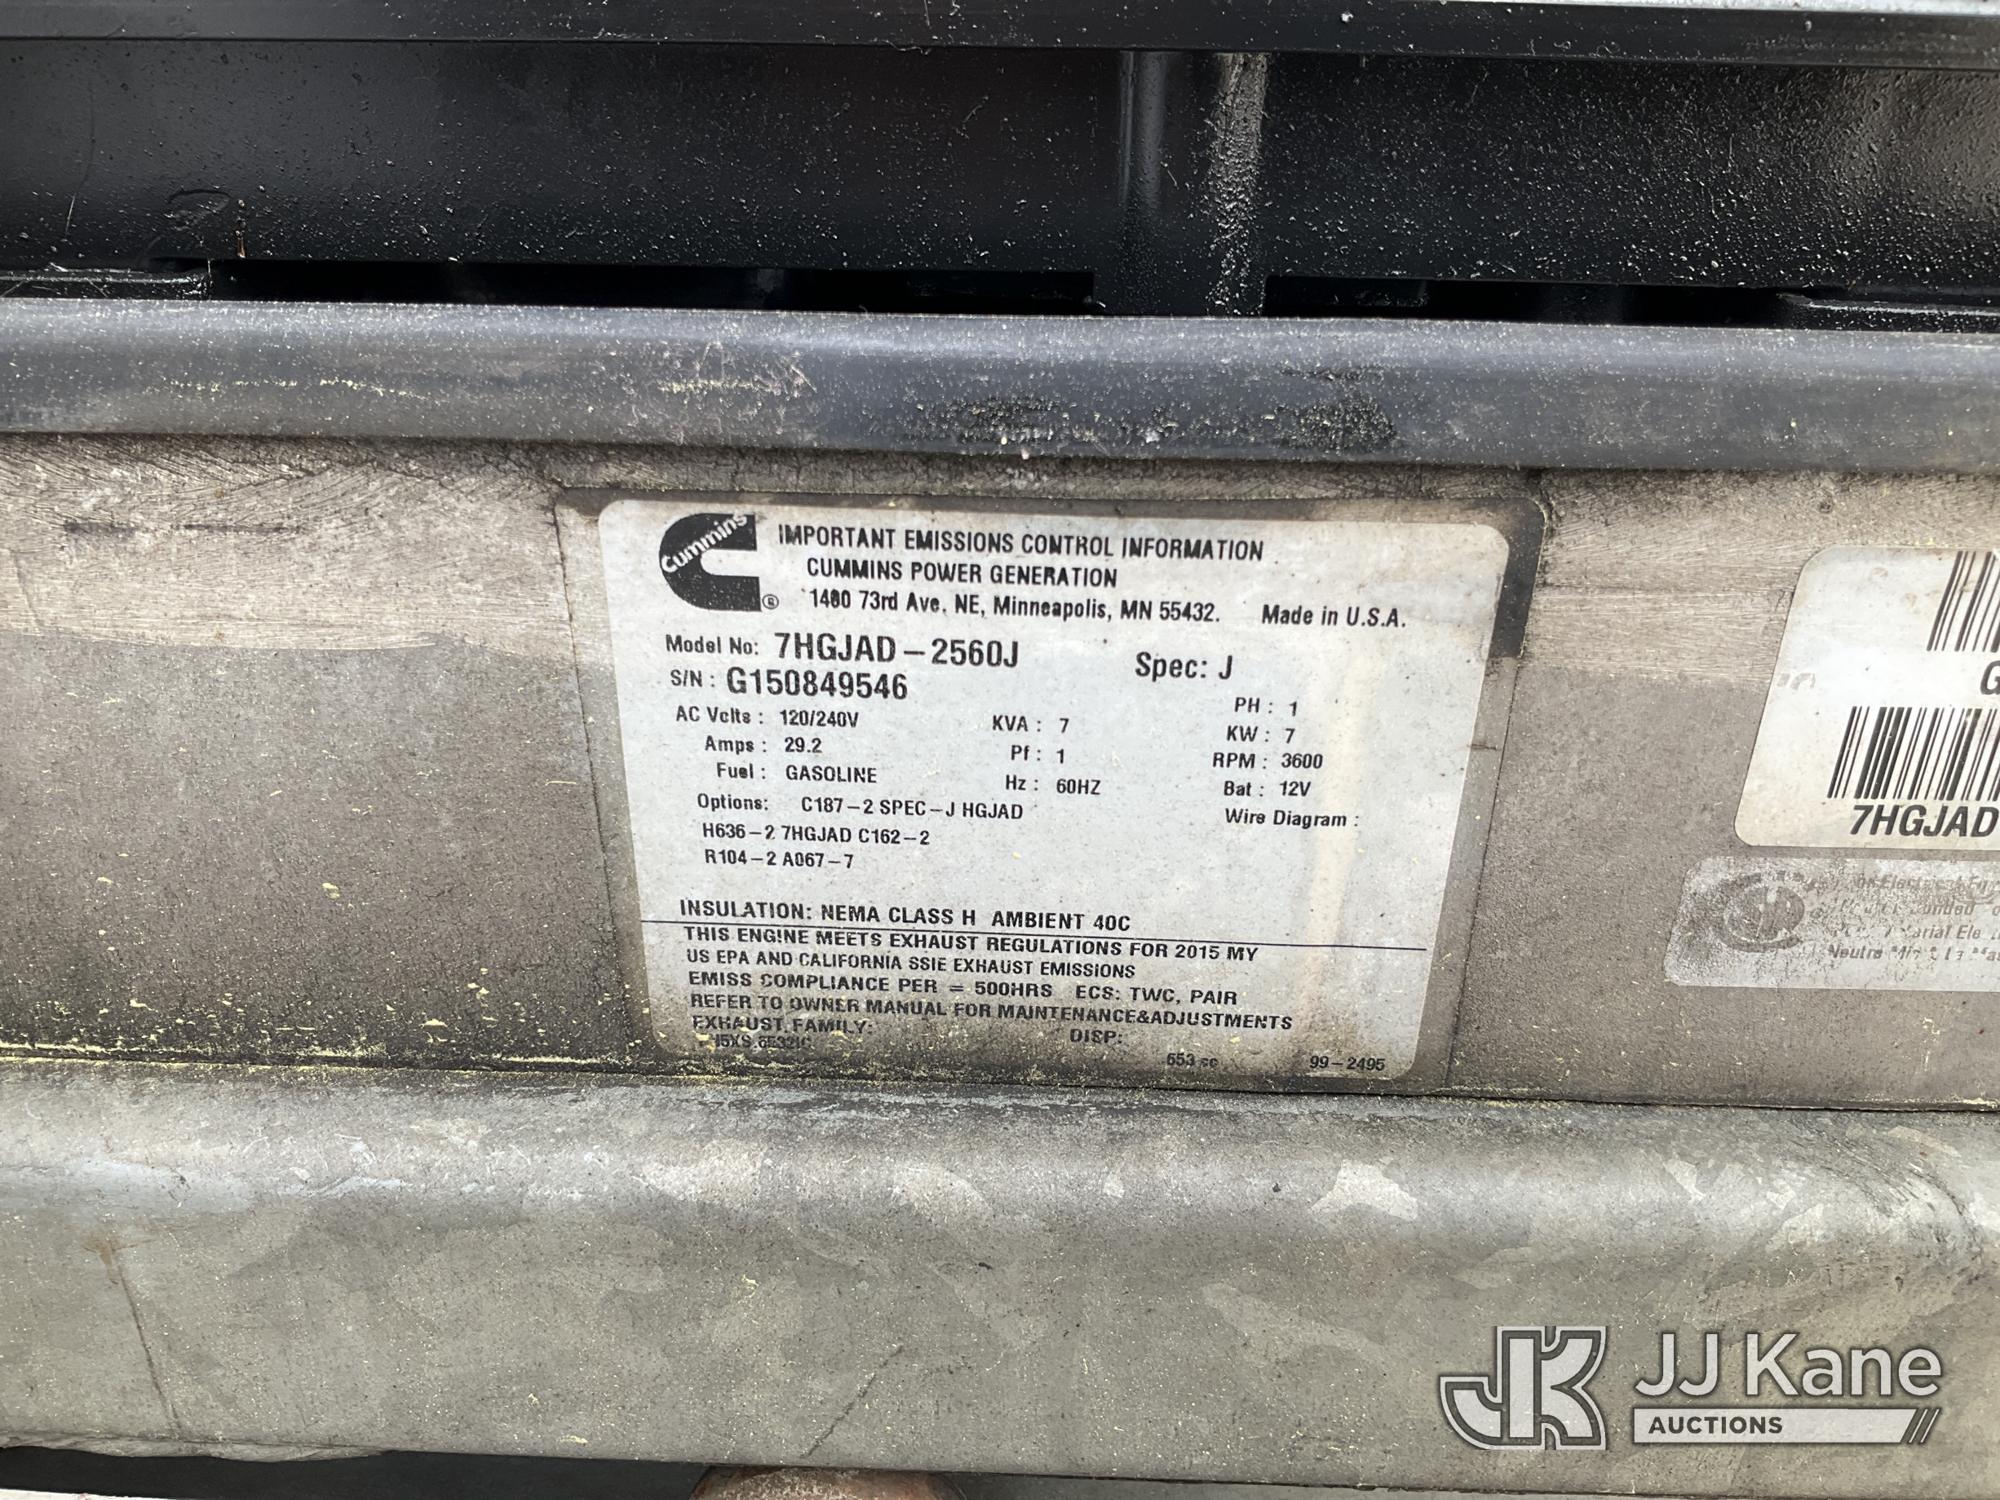 Cummins
IMPORTANT EMISSIONS CONTROL INFORMATION
CUMMINS POWER GENERATION
1400 73rd Ave. NE, Minneapolis, MN 55432. Made in U.S.A.
Model No: 7HGJAD-2560J Spec: J
S/N: G150849546
AC Volts: 120/240V KVA: 7 PH: 1
Amps: 29.2 Pf: 1 KW: 7
Fuel: GASOLINE Hz: 60HZ RPM: 3600
Bat: 12V
Options: C187-2 SPEC-J HGJAD Wire Diagram:
H636-2 7HGJAD C162-2
R104-2 A067-7
INSULATION: NEMA CLASS H AMBIENT 40C
THIS ENGINE MEETS EXHAUST REGULATIONS FOR 2015 MY
US EPA AND CALIFORNIA SSIE EXHAUST EMISSIONS
EMISS COMPLIANCE PER = 500HRS ECS: TWC, PAIR
REFER TO OWNER MANUAL FOR MAINTENANCE&ADJUSTMENTS
EXHAUST FAMILY: DISP:
653 cc 99-2495
G
7HGJAD
JK JJ Kane
AUCTIONS